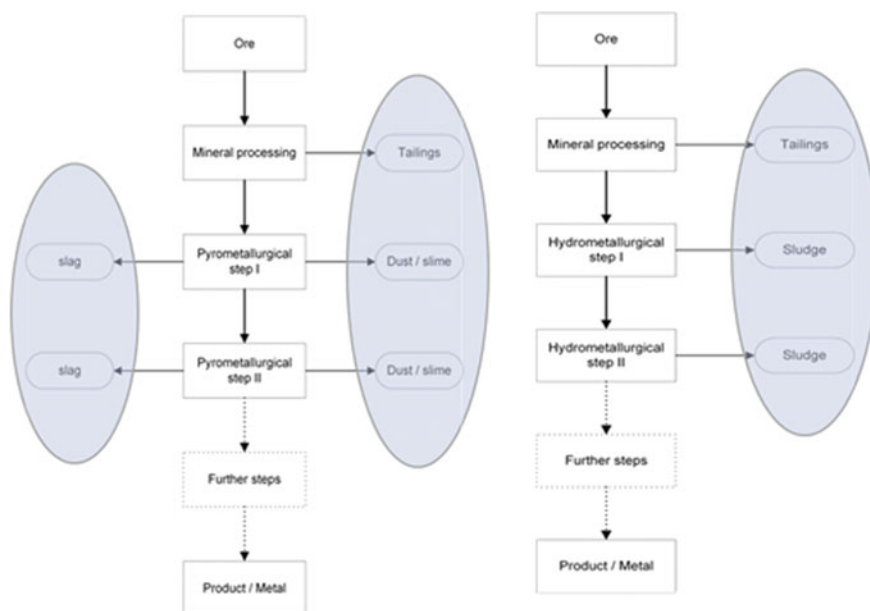 Ore
Mineral processing
Tailings
slag
Pyrometallurgical
step I
Dust / slime
slag
Pyrometallurgical
step II
Dust / slime
Further steps
Product / Metal
Ore
Mineral processing
Tailings
Hydrometallurgical
step I
Sludge
Hydrometallurgical
step II
Sludge
Further steps
Product / Metal